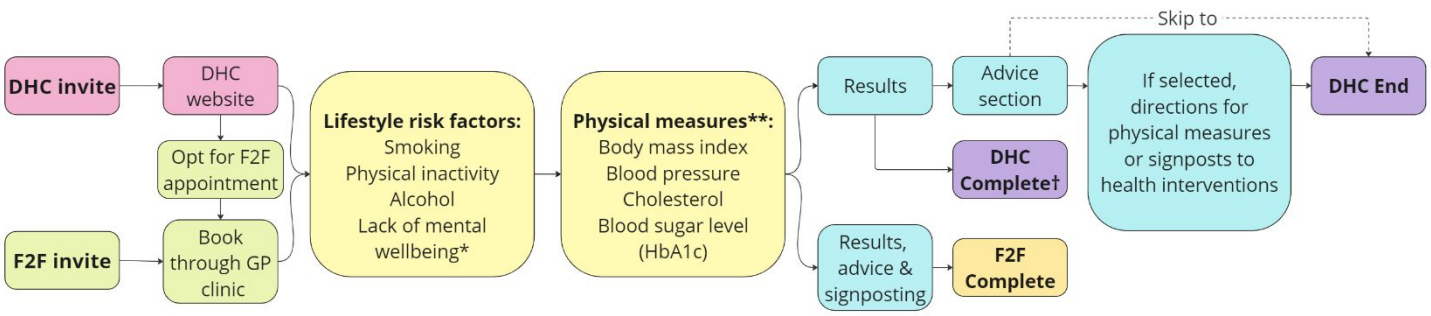 DHC invite
DHC
website
Opt for F2F
appointment
F2F invite
Book
through GP
clinic
Lifestyle risk factors:
Smoking
Physical inactivity
Alcohol
Lack of mental
wellbeing*
Physical measures**:
Body mass index
Blood pressure
Cholesterol
Blood sugar level
(HbA1c)
Results
Advice
section
Skip to
If selected,
directions for
physical measures
or signposts to
health interventions
DHC End
DHC
Complete†
Results,
advice &
signposting
F2F
Complete